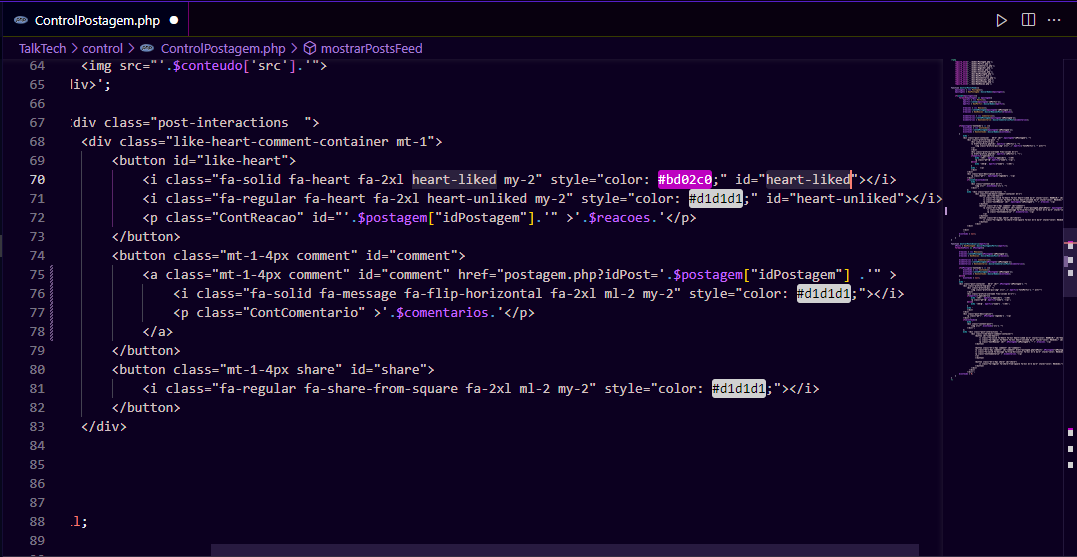 ControlPostagem.php
TalkTech > control > ControlPostagem.php > mostrarPostsFeed
64 <img src="'.$conteudo['src'].'">
65 div>';
66
67 div class="post-interactions  ">
68 <div class="like-heart-comment-container mt-1">
69 <button id="like-heart">
70 <i class="fa-solid fa-heart fa-2xl heart-liked my-2" style="color: #bd02c0;" id="heart-liked"></i>
71 <i class="fa-regular fa-heart fa-2xl heart-unliked my-2" style="color: #d1d1d1;" id="heart-unliked"></i>
72 <p class="ContReacao" id="'.$postagem["idPostagem"].'" >'.$reacoes.'</p>
73 </button>
74 <button class="mt-1-4px comment" id="comment">
75 <a class="mt-1-4px comment" id="comment" href="postagem.php?idPost='.$postagem["idPostagem"] .'" >
76 <i class="fa-solid fa-message fa-flip-horizontal fa-2xl ml-2 my-2" style="color: #d1d1d1;"></i>
77 <p class="ContComentario" >'.$comentarios.'</p>
78 </a>
79 </button>
80 <button class="mt-1-4px share" id="share">
81 <i class="fa-regular fa-share-from-square fa-2xl ml-2 my-2" style="color: #d1d1d1;"></i>
82 </button>
83 </div>
84
85
86
87
88 l;
89